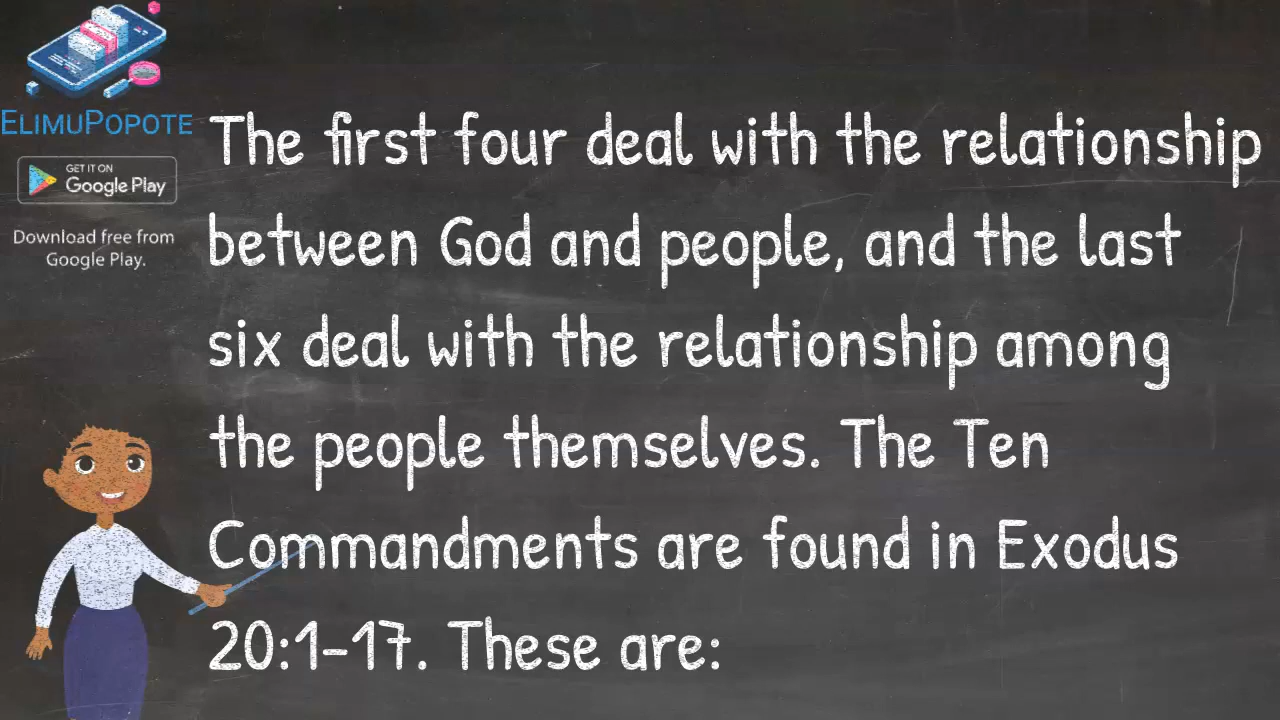 ELIMUPOPOTE
GET IT ON
Google Play
Download free from
Google Play.
The first four deal with the relationship
between God and people, and the last
six deal with the relationship among
the people themselves. The Ten
Commandments are found in Exodus
20:1-17. These are: